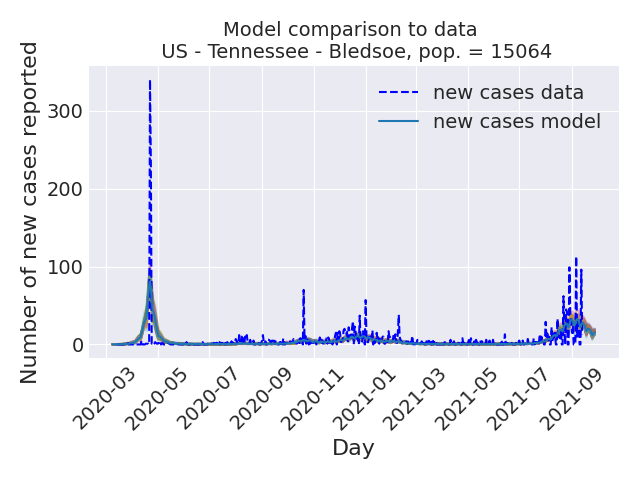 Model comparison to data
US - Tennessee - Bledsoe, pop. = 15064
Number of new cases reported
300
200
100
0
new cases data
new cases model
2020-03
2020-05
2020-07
2020-09
2020-11
2021-01
2021-03
2021-05
2021-07
2021-09
Day